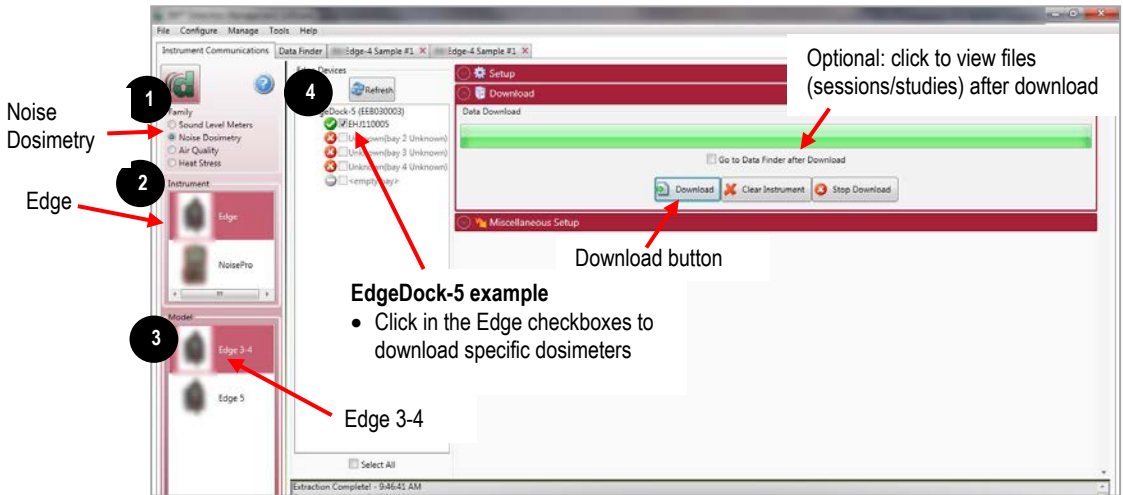 File Configure Manage Tools Help
Instrument Communications Data Finder Edge-4 Sample #1 X Edge-4 Sample #1 X
Optional: click to view files
(sessions/studies) after download
Noise
Dosimetry
Edge
1
Family
Sound Level Meters
Noise Dosimetry
Air Quality
Heat Stress
2
Instrument
Edge
NoisePro
3
Model
Edge 3-4
Edge 5
4
Devices
Refresh
geDock-5 (EEB030003)
EHJ110005
Unknown(bay 2 Unknown)
Unknown(bay 3 Unknown)
Unknown(bay 4 Unknown)
<empty bay>
Select All
Setup
Download
Data Download
Go to Data Finder after Download
Download Clear Instrument Stop Download
Miscellaneous Setup
Download button
EdgeDock-5 example
• Click in the Edge checkboxes to
download specific dosimeters
Edge 3-4
Extraction Complete! - 9:46:41 AM